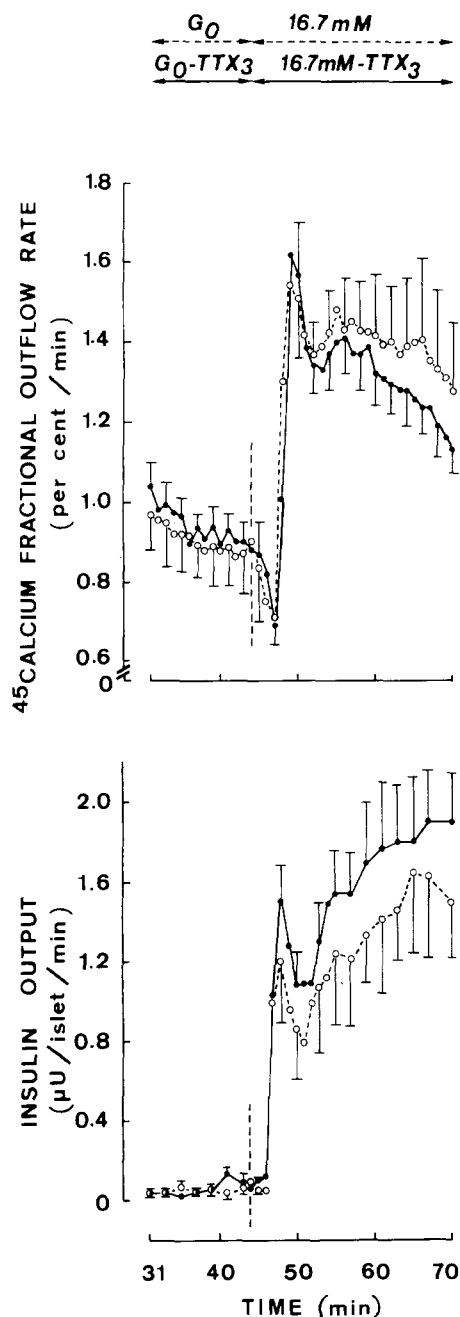 G0 16.7 mM
G0-TTX3 16.7mM-TTX3
45CALCIUM FRACTIONAL OUTFLOW RATE
(per cent /min)
1.8
1.6
1.4
1.2
1.0
0.8
0.6
0
INSULIN OUTPUT
(µU/islet/min)
2.0
1.6
1.2
0.8
0.4
0
31 40 50 60 70
TIME (min)